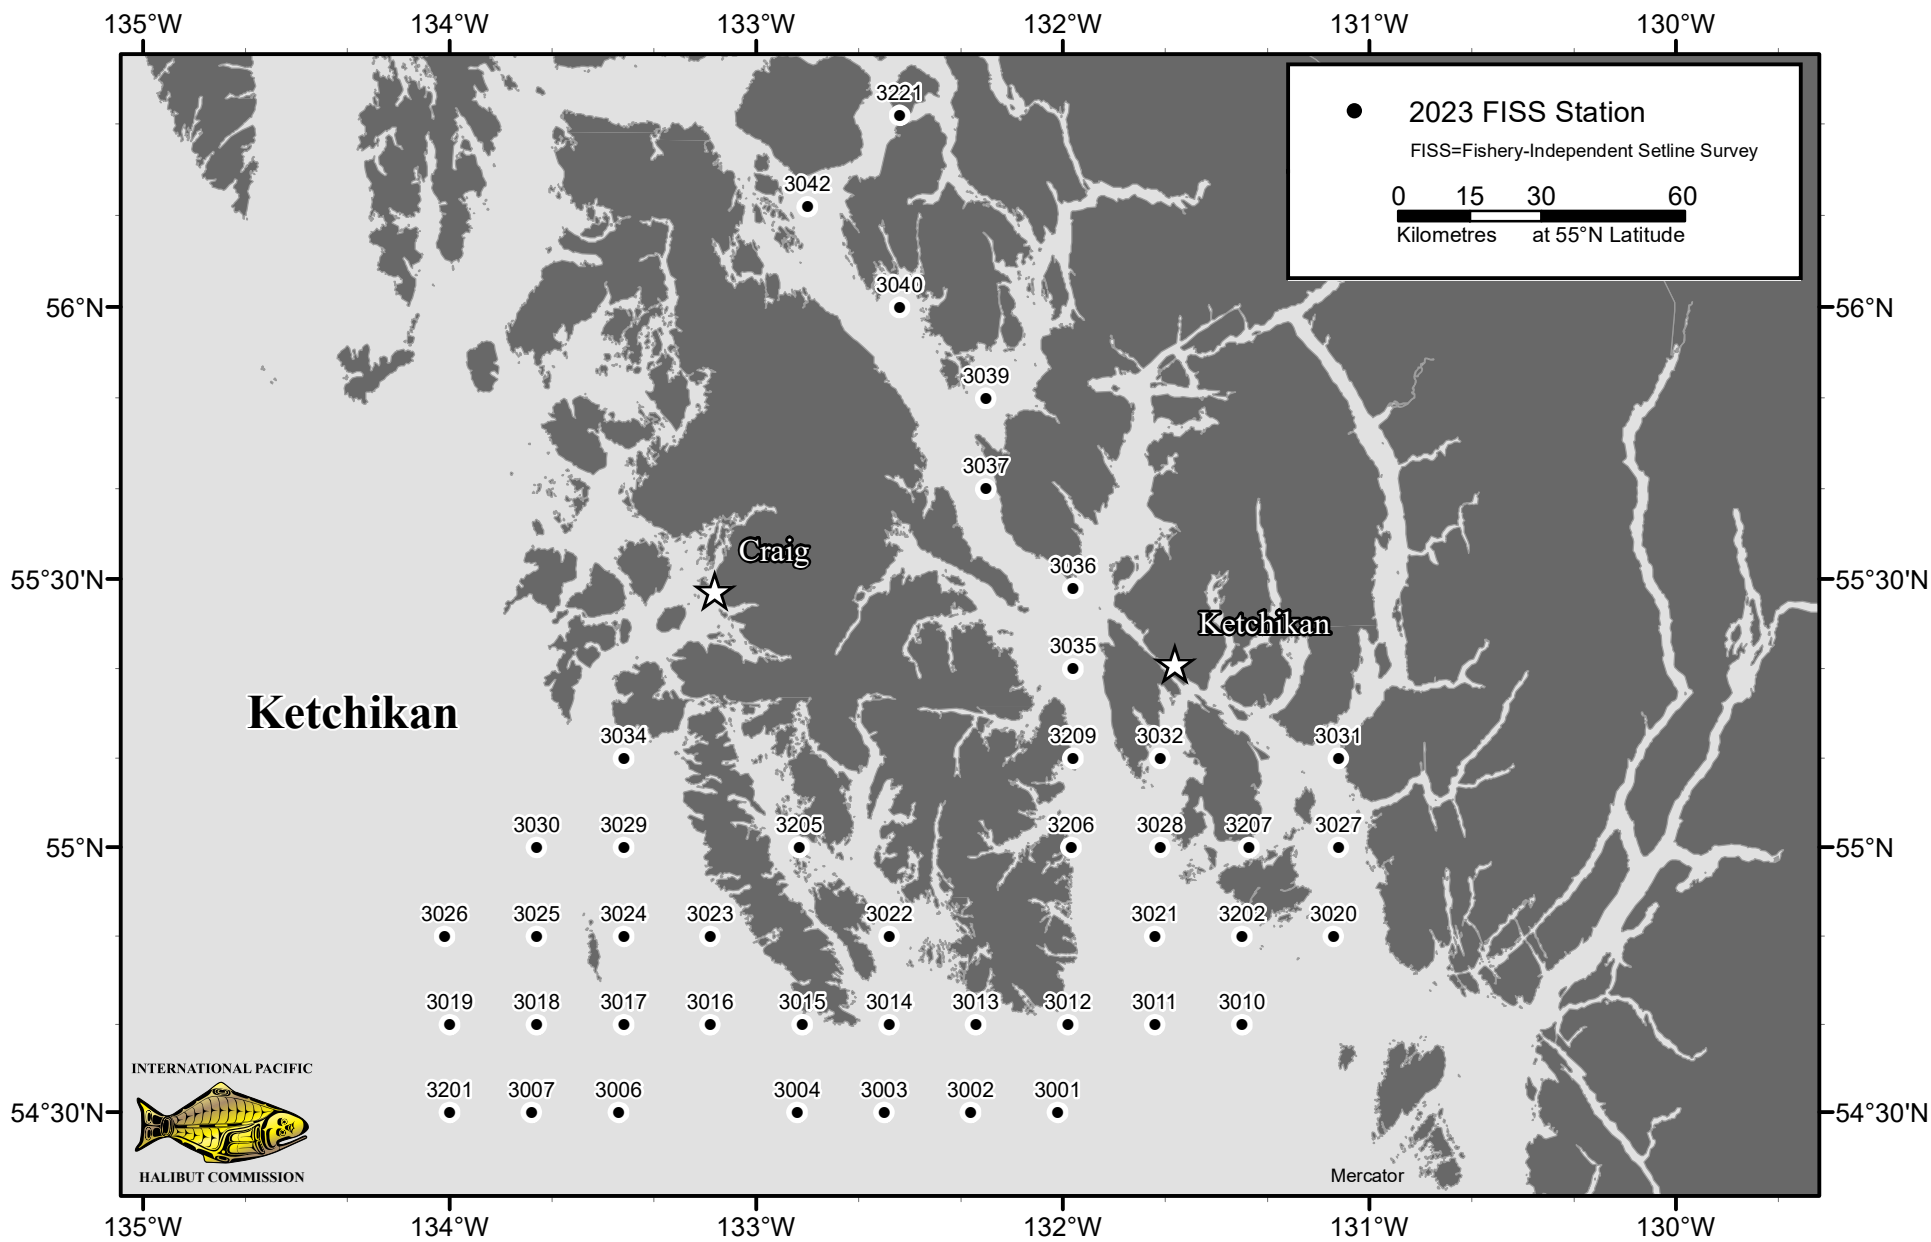 135°W 134°W 133°W 132°W 131°W 130°W
2023 FISS Station
FISS=Fishery-Independent Setline Survey
0 15 30 60
Kilometres at 55°N Latitude
3221
3042
3040
56°N 56°N
3039
3037
Craig
3036
55°30'N 55°30'N
Ketchikan
3035
Ketchikan
3034 3209 3032 3031
3030 3029 3205 3206 3028 3207 3027
55°N 55°N
3026 3025 3024 3023 3022 3021 3202 3020
3019 3018 3017 3016 3015 3014 3013 3012 3011 3010
INTERNATIONAL PACIFIC
3201 3007 3006 3004 3003 3002 3001
54°30'N 54°30'N
HALIBUT COMMISSION
Mercator
135°W 134°W 133°W 132°W 131°W 130°W